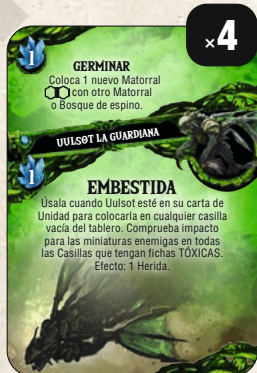 ×4
1
GERMINAR
Coloca 1 nuevo Matorral
con otro Matorral
o Bosque de espino.
UULSOT LA GUARDIANA
1
EMBESTIDA
Úsala cuando Uulsot esté en su carta de
Unidad para colocarla en cualquier casilla
vacía del tablero. Comprueba impacto
para las miniaturas enemigas en todas
las Casillas que tengan fichas TÓXICAS.
Efecto: 1 Herida.